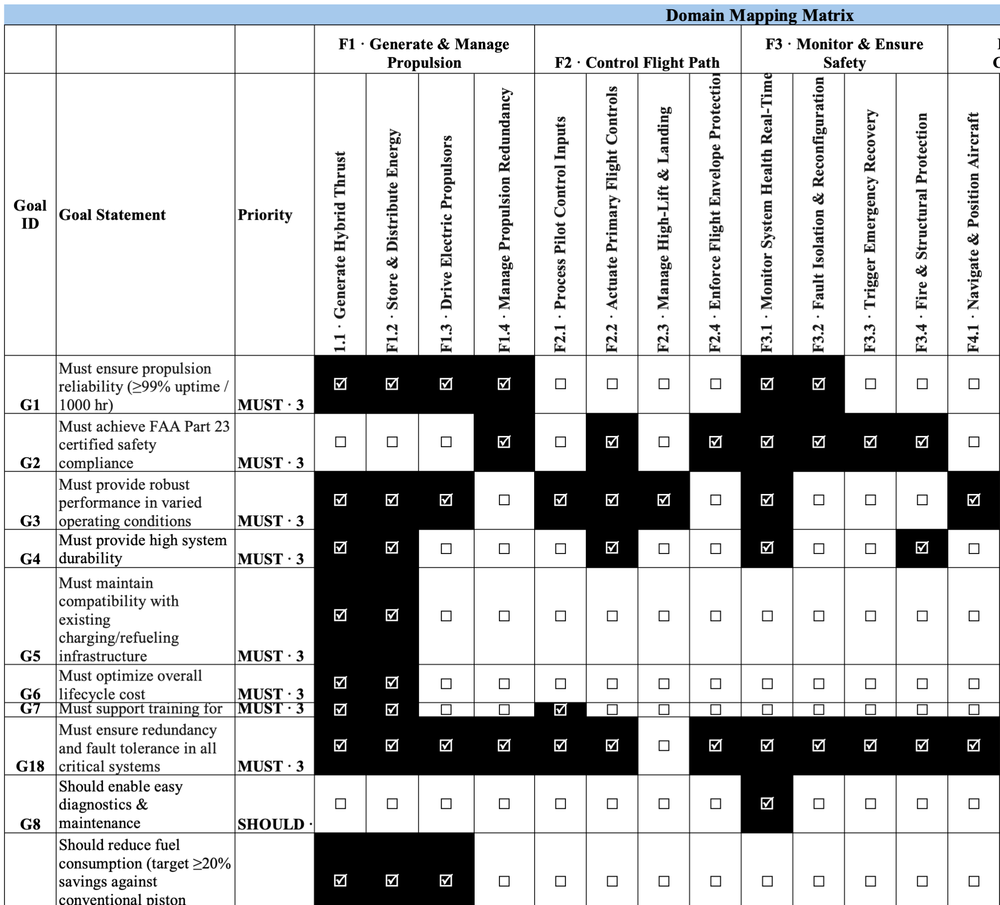 Domain Mapping Matrix
F1 · Generate & Manage
Propulsion
F2 · Control Flight Path
F3 · Monitor & Ensure
Safety
Goal
ID
Goal Statement
Priority
1.1 · Generate Hybrid Thrust
F1.2 · Store & Distribute Energy
F1.3 · Drive Electric Propulsors
F1.4 · Manage Propulsion Redundancy
F2.1 · Process Pilot Control Inputs
F2.2 · Actuate Primary Flight Controls
F2.3 · Manage High-Lift & Landing
F2.4 · Enforce Flight Envelope Protection
F3.1 · Monitor System Health Real-Time
F3.2 · Fault Isolation & Reconfiguration
F3.3 · Trigger Emergency Recovery
F3.4 · Fire & Structural Protection
F4.1 · Navigate & Position Aircraft
G1
Must ensure propulsion
reliability (≥99% uptime /
1000 hr)
MUST · 3
☑ ☑ ☑ ☑ ☐ ☐ ☐ ☐ ☑ ☑ ☐ ☐ ☐
G2
Must achieve FAA Part 23
certified safety
compliance
MUST · 3
☐ ☐ ☐ ☑ ☐ ☑ ☐ ☑ ☑ ☑ ☑ ☑ ☐
G3
Must provide robust
performance in varied
operating conditions
MUST · 3
☑ ☑ ☑ ☐ ☑ ☑ ☑ ☐ ☑ ☐ ☐ ☐ ☑
G4
Must provide high system
durability
MUST · 3
☑ ☑ ☐ ☐ ☐ ☑ ☐ ☐ ☑ ☐ ☐ ☑ ☐
G5
Must maintain
compatibility with
existing
charging/refueling
infrastructure
MUST · 3
☑ ☑ ☐ ☐ ☐ ☐ ☐ ☐ ☐ ☐ ☐ ☐ ☐
G6
Must optimize overall
lifecycle cost
MUST · 3
☑ ☑ ☐ ☐ ☐ ☐ ☐ ☐ ☐ ☐ ☐ ☐ ☐
G7
Must support training for
MUST · 3
☑ ☑ ☐ ☐ ☑ ☐ ☐ ☐ ☐ ☐ ☐ ☐ ☐
G18
Must ensure redundancy
and fault tolerance in all
critical systems
MUST · 3
☑ ☑ ☑ ☑ ☑ ☑ ☐ ☑ ☑ ☑ ☑ ☑ ☑
G8
Should enable easy
diagnostics &
maintenance
SHOULD ·
☐ ☐ ☐ ☐ ☐ ☐ ☐ ☐ ☑ ☐ ☐ ☐ ☐
Should reduce fuel
consumption (target ≥20%
savings against
conventional piston
☑ ☑ ☑ ☐ ☐ ☐ ☐ ☐ ☐ ☐ ☐ ☐ ☐